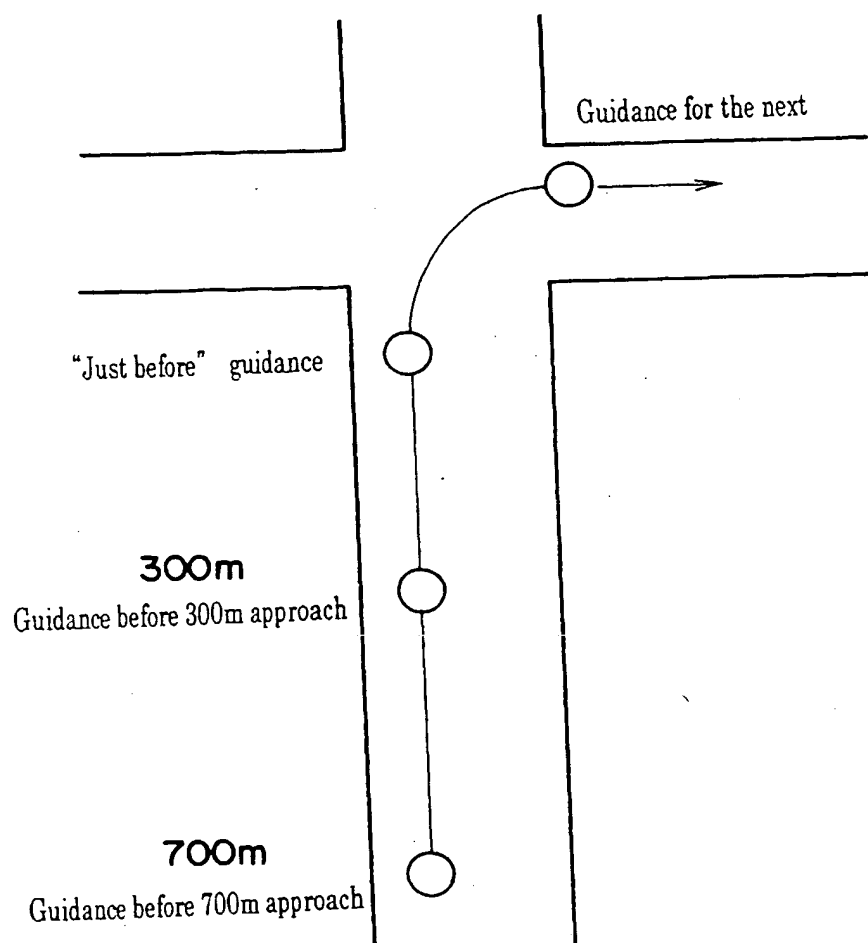 Guidance for the next
“Just before” guidance
300m
Guidance before 300m approach
700m
Guidance before 700m approach